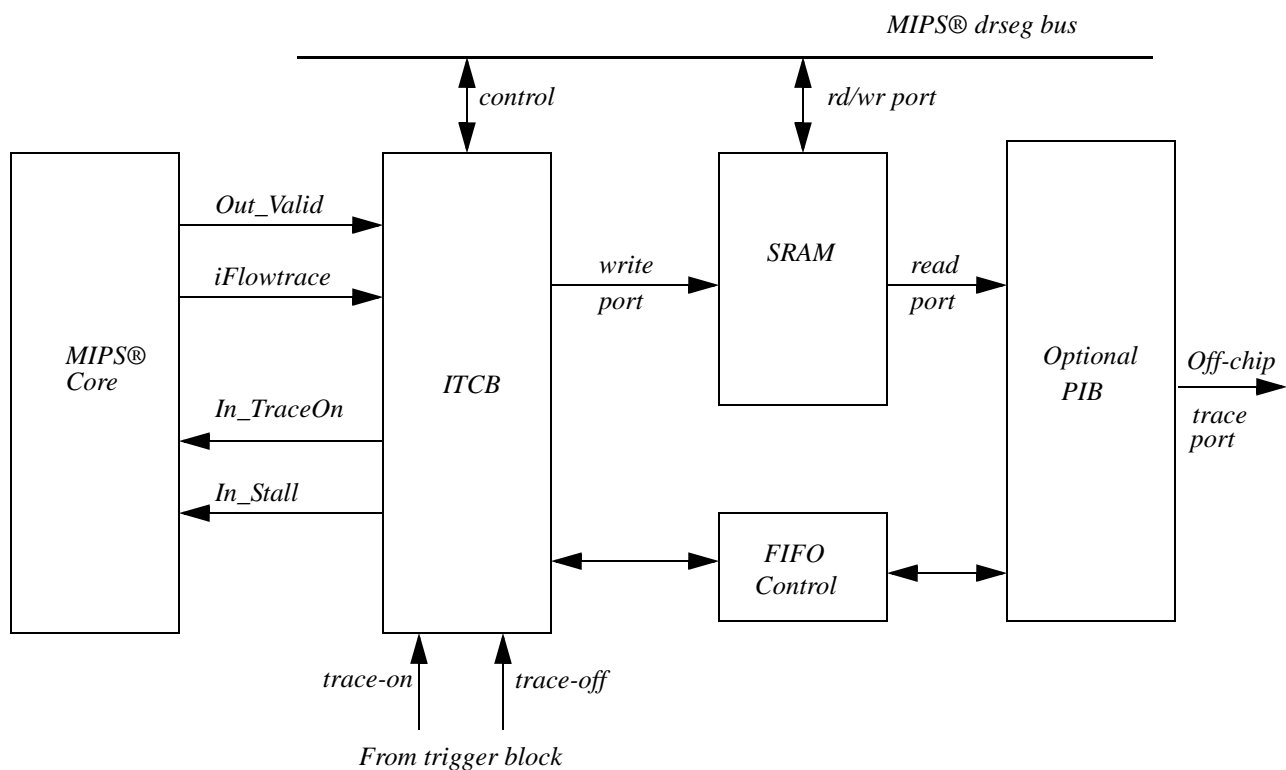 MIPS® drseg bus
control
rd/wr port
Out_Valid
iFlowtrace
MIPS®
Core
In_TraceOn
In_Stall
ITCB
write
port
SRAM
read
port
Optional
PIB
Off-chip
trace
port
FIFO
Control
trace-on
trace-off
From trigger block